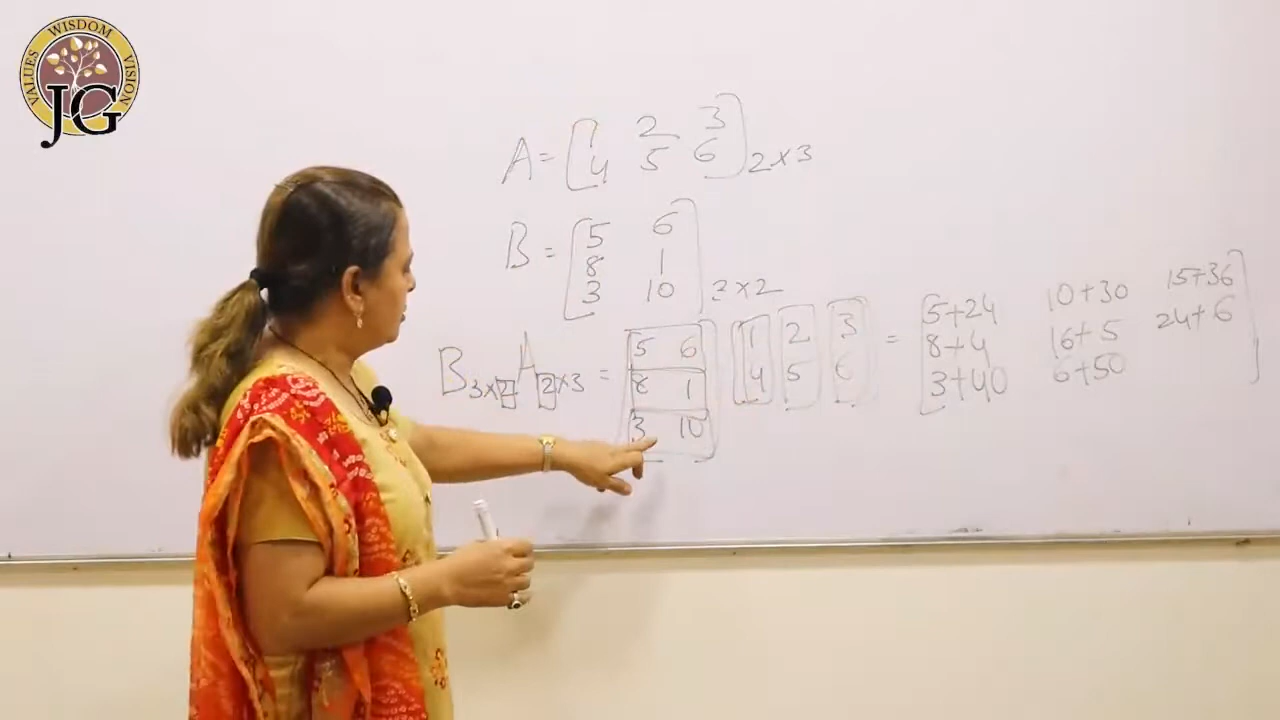 VALUES WISDOM VISION
JG
A = [1 2 3
4 5 6] 2×3
B = [5 6
8 1
3 10] 3×2
B 3×2 A 2×3 = [5 6 [1 2 3 = [5+24 10+30 15+36
8 1 4 5 6] 8+4 16+5 24+6
3 10] 3+40 6+50 ]